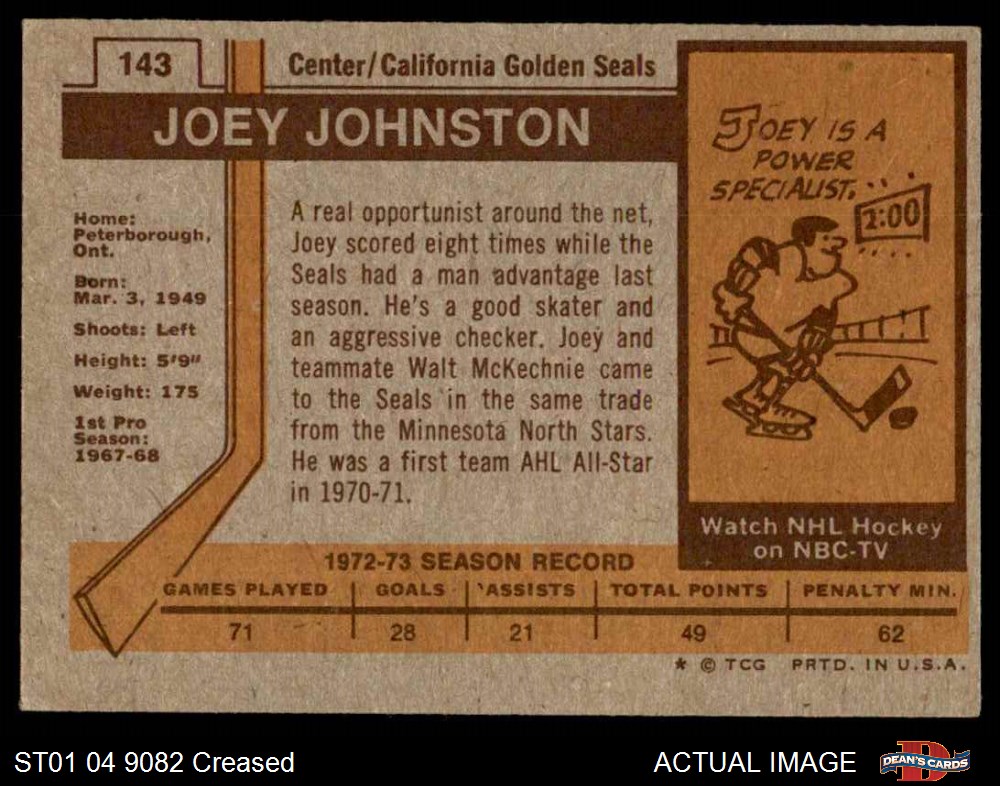 143
Center/California Golden Seals
JOEY JOHNSTON
Home:
Peterborough,
Ont.
Born:
Mar. 3, 1949
Shoots: Left
Height: 5'9"
Weight: 175
1st Pro
Season:
1967-68
A real opportunist around the net,
Joey scored eight times while the
Seals had a man advantage last
season. He's a good skater and
an aggressive checker. Joey and
teammate Walt McKechnie came
to the Seals in the same trade
from the Minnesota North Stars.
He was a first team AHL All-Star
in 1970-71.
JOEY IS A
POWER
SPECIALIST.
2:00
Watch NHL Hockey
on NBC-TV
1972-73 SEASON RECORD
GAMES PLAYED GOALS ASSISTS TOTAL POINTS PENALTY MIN.
71 28 21 49 62
* © TCG PRTD. IN U.S.A.
ST01 04 9082 Creased
ACTUAL IMAGE
D
DEAN'S CARDS